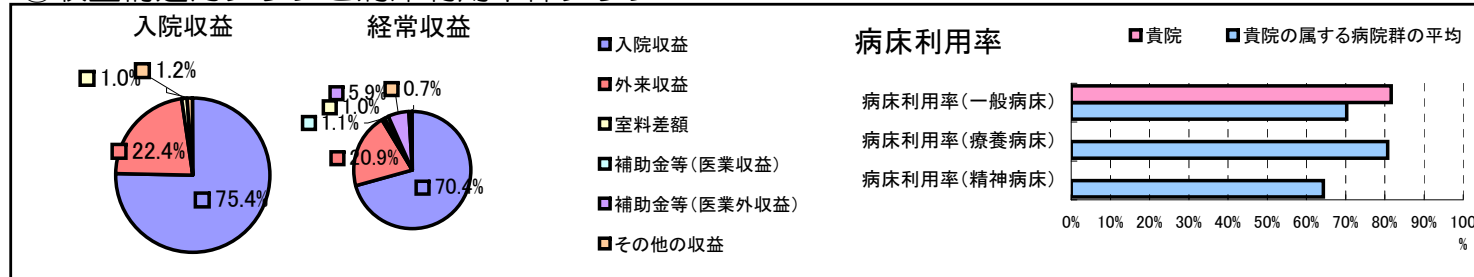 入院収益
1.0%
1.2%
22.4%
75.4%
経常収益
5.9%
0.7%
1.0%
1.1%
20.9%
70.4%
入院収益
外来収益
室料差額
補助金等(医業収益)
補助金等(医業外収益)
その他の収益
病床利用率
貴院
貴院の属する病院群の平均
病床利用率(一般病床)
病床利用率(療養病床)
病床利用率(精神病床)
0% 10% 20% 30% 40% 50% 60% 70% 80% 90% 100
%